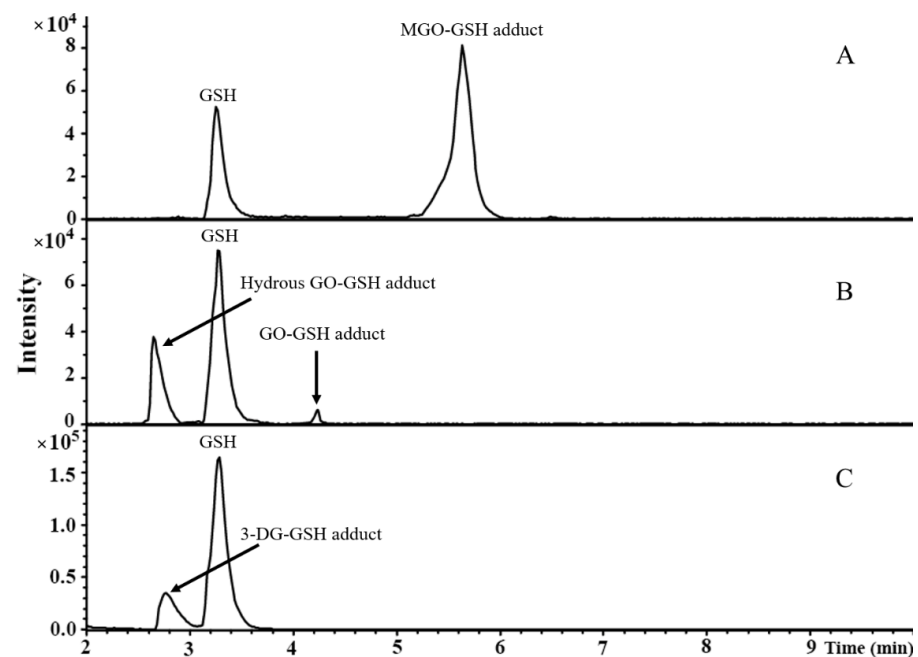 ×10⁴
MGO-GSH adduct
A
8
GSH
6
4
2
0
×10⁴
GSH
Hydrous GO-GSH adduct
B
6
GO-GSH adduct
4
2
0
Intensity
×10⁵
GSH
C
1.5
1.0
3-DG-GSH adduct
0.5
0.0
2 3 4 5 6 7 8 9 Time (min)